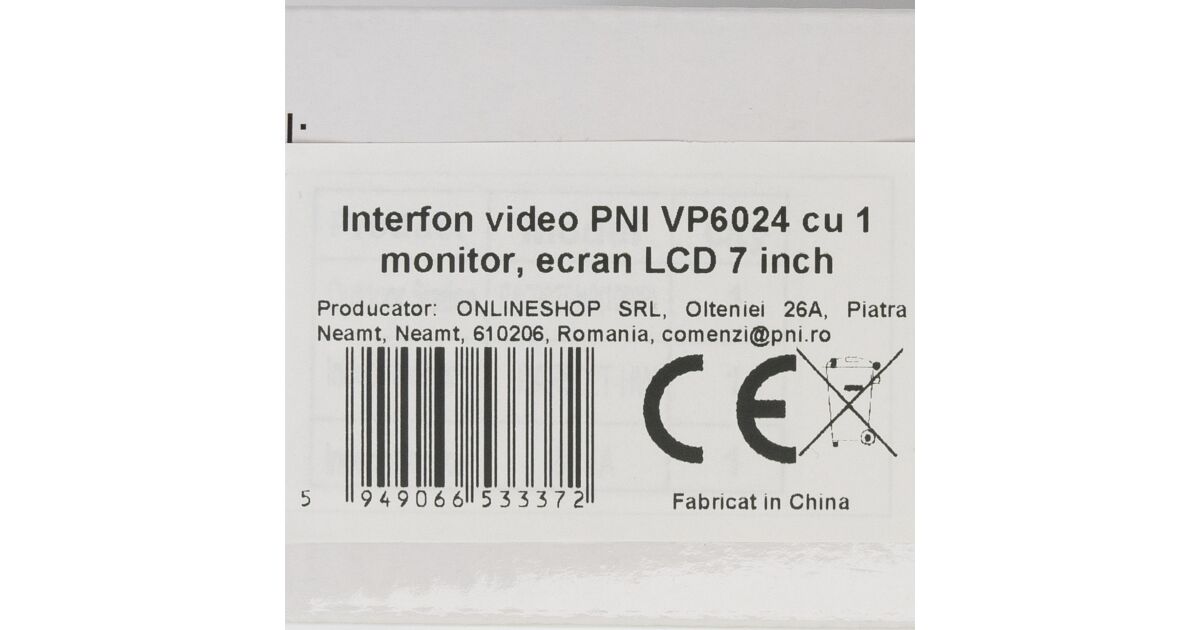 Interfon video PNI VP6024 cu 1
monitor, ecran LCD 7 inch
Producator: ONLINESHOP SRL, Olteniei 26A, Piatra
Neamt, Neamt, 610206, Romania, comenzi@pni.ro
CE
5 949066 533372
Fabricat in China